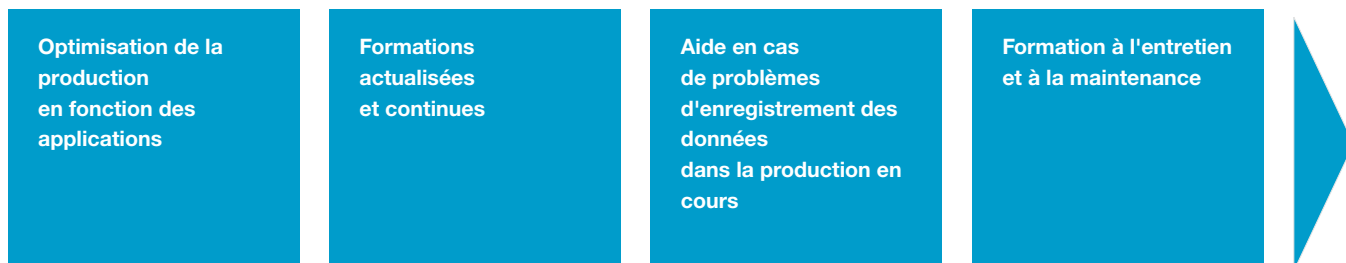 Optimisation de la
production
en fonction des
applications
Formations
actualisées
et continues
Aide en cas
de problèmes
d'enregistrement des
données
dans la production en
cours
Formation à l'entretien
et à la maintenance